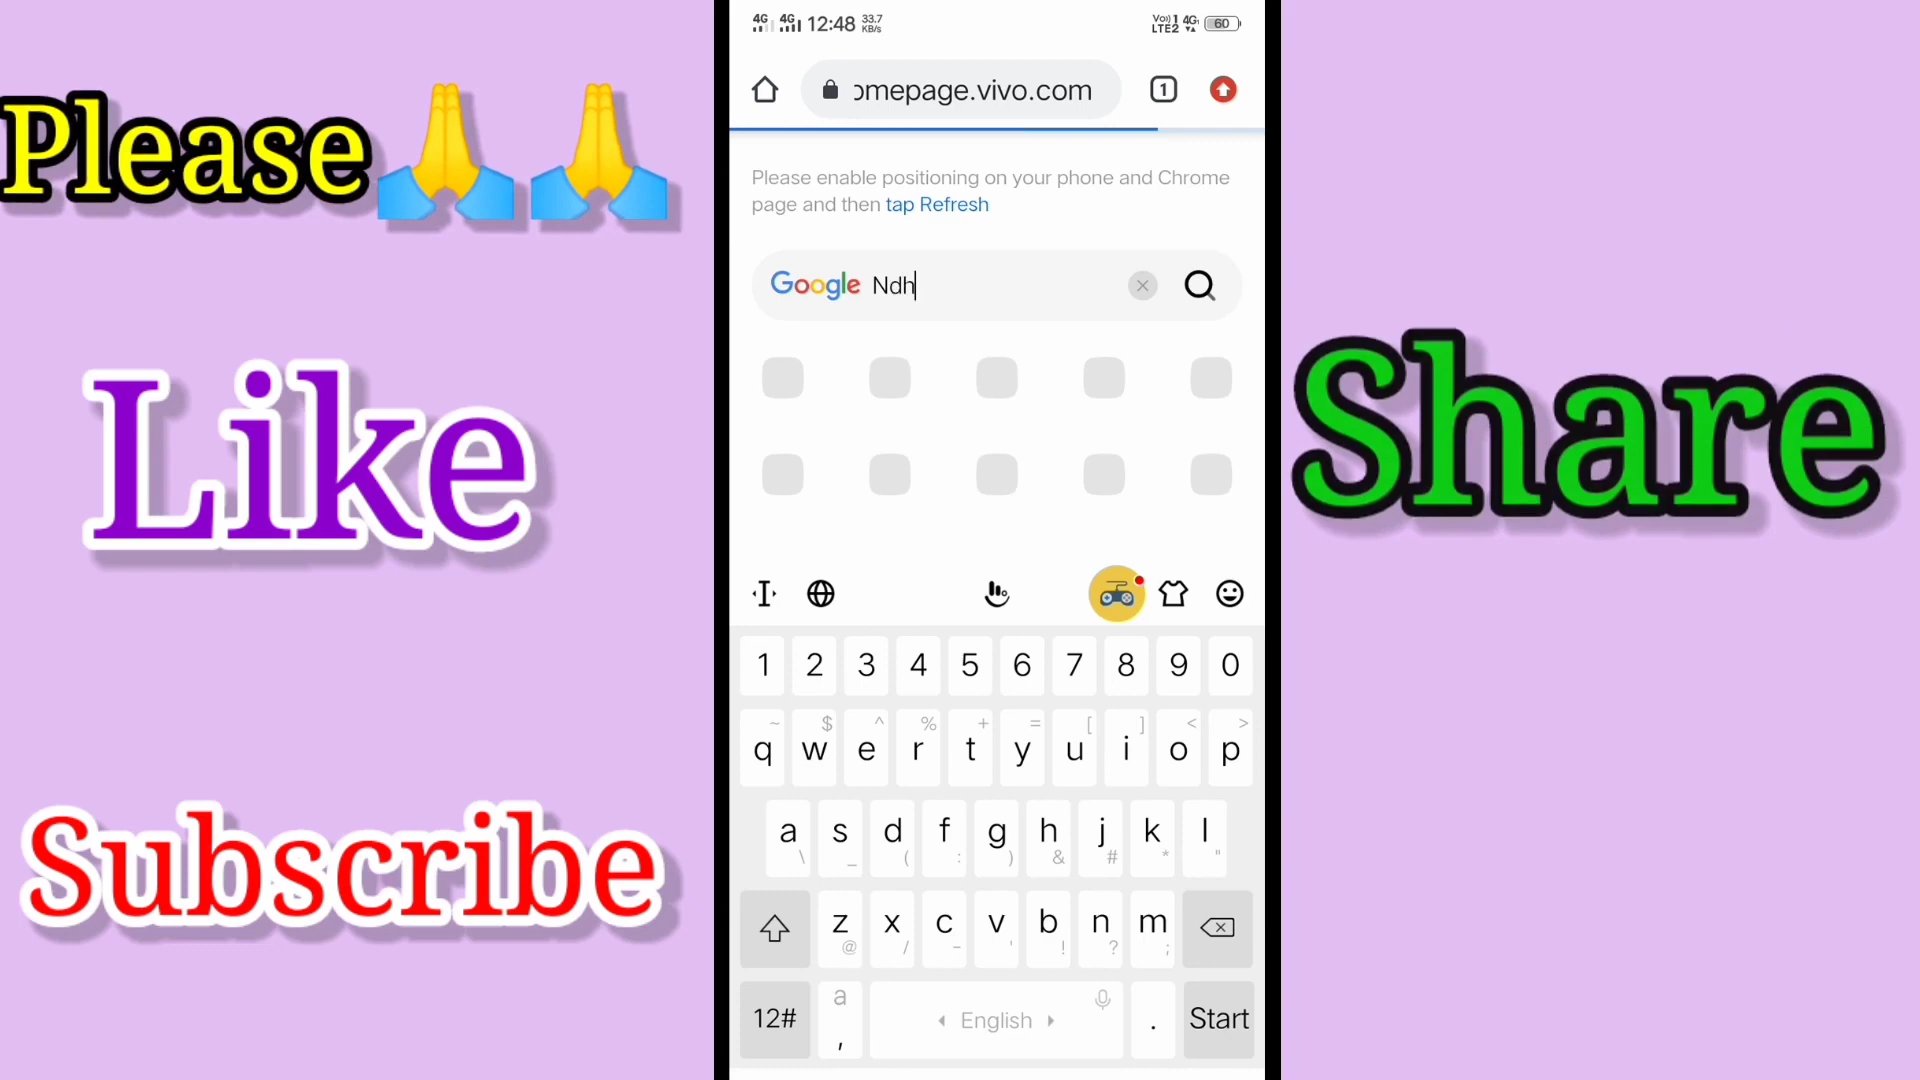 Please
Like
Subscribe
Share
4G 4G 12:48 33.7 KB/s
Vo) 1 LTE2 4G 60
omepage.vivo.com 1
Please enable positioning on your phone and Chrome
page and then tap Refresh
Google Ndh
1 2 3 4 5 6 7 8 9 0
~ $ ^ % + = [ ] < >
q w e r t y u i o p
a s d f g h j k l
\ _ ( : ) & # * "
z x c v b n m
@ / - ' ! ? ;
12# a , English . Start